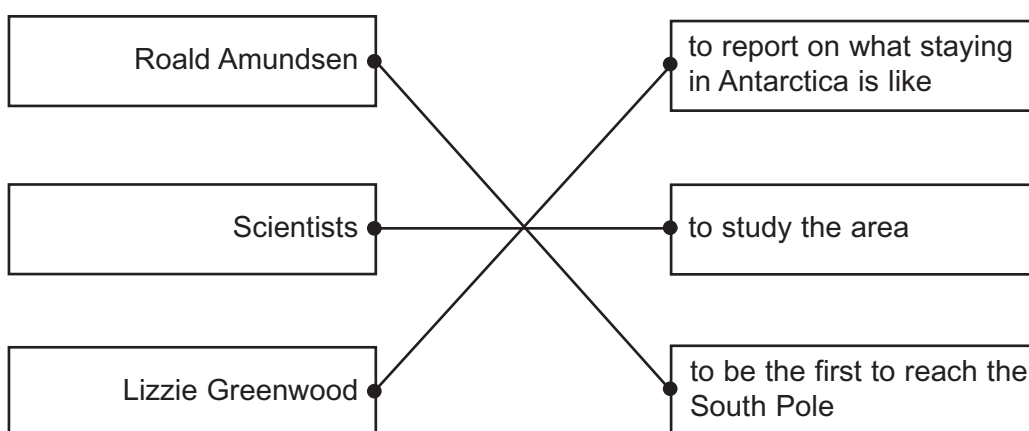 Roald Amundsen
to report on what staying
in Antarctica is like
Scientists
to study the area
Lizzie Greenwood
to be the first to reach the
South Pole